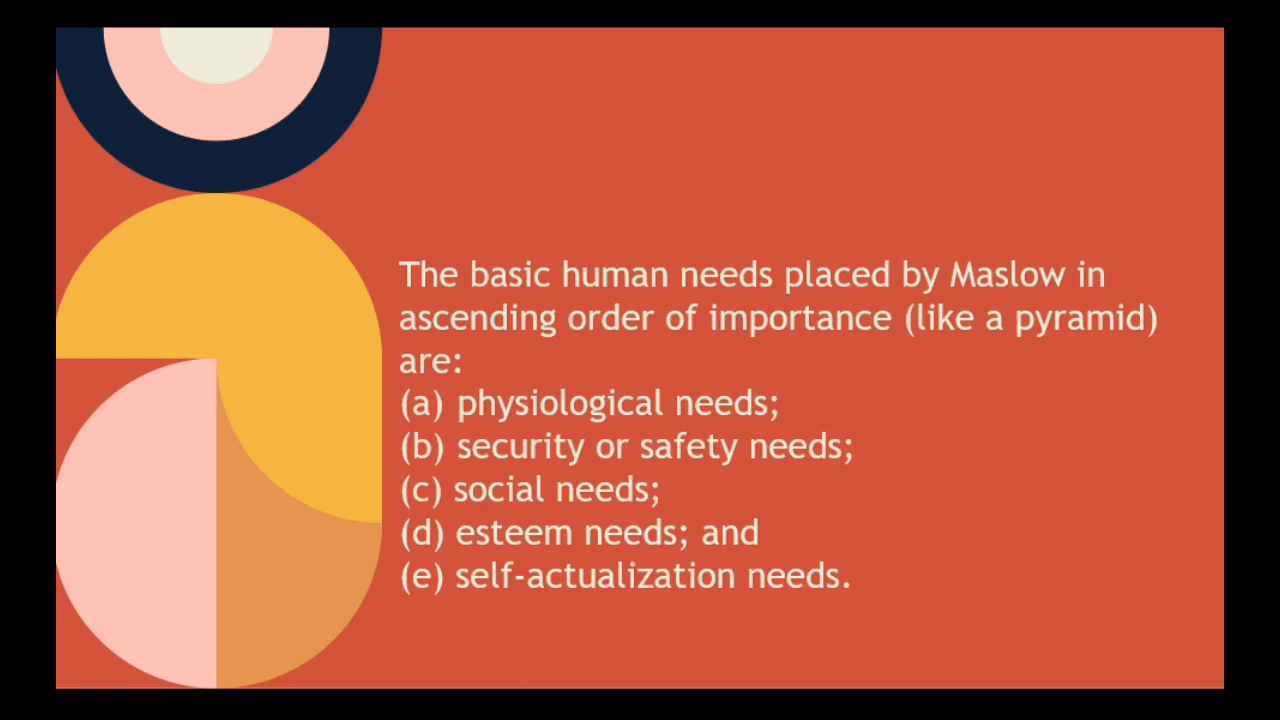 The basic human needs placed by Maslow in
ascending order of importance (like a pyramid)
are:
(a) physiological needs;
(b) security or safety needs;
(c) social needs;
(d) esteem needs; and
(e) self-actualization needs.